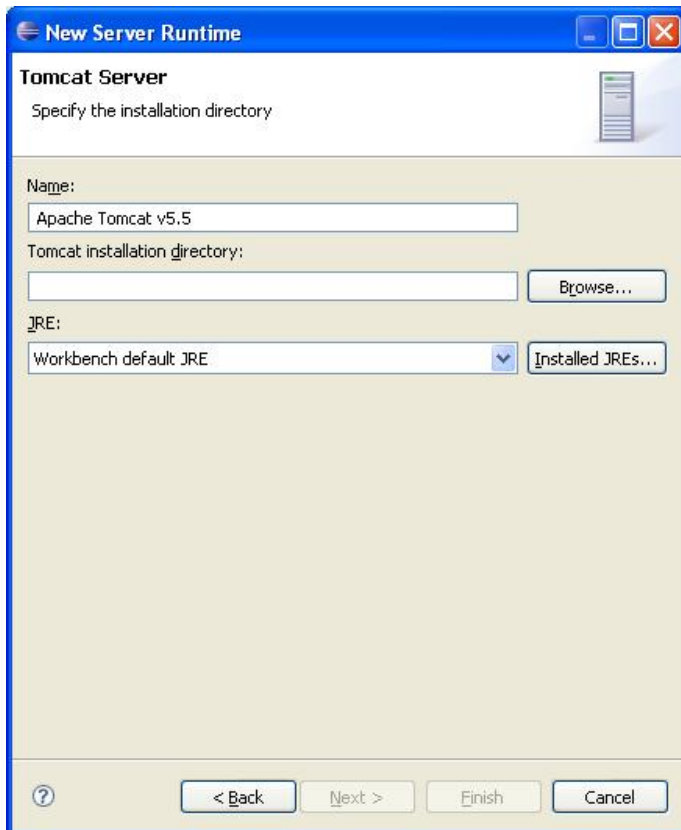 New Server Runtime
Tomcat Server
Specify the installation directory
Name:
Apache Tomcat v5.5
Tomcat installation directory:
Browse...
JRE:
Workbench default JRE
Installed JREs...
?
< Back
Next >
Finish
Cancel